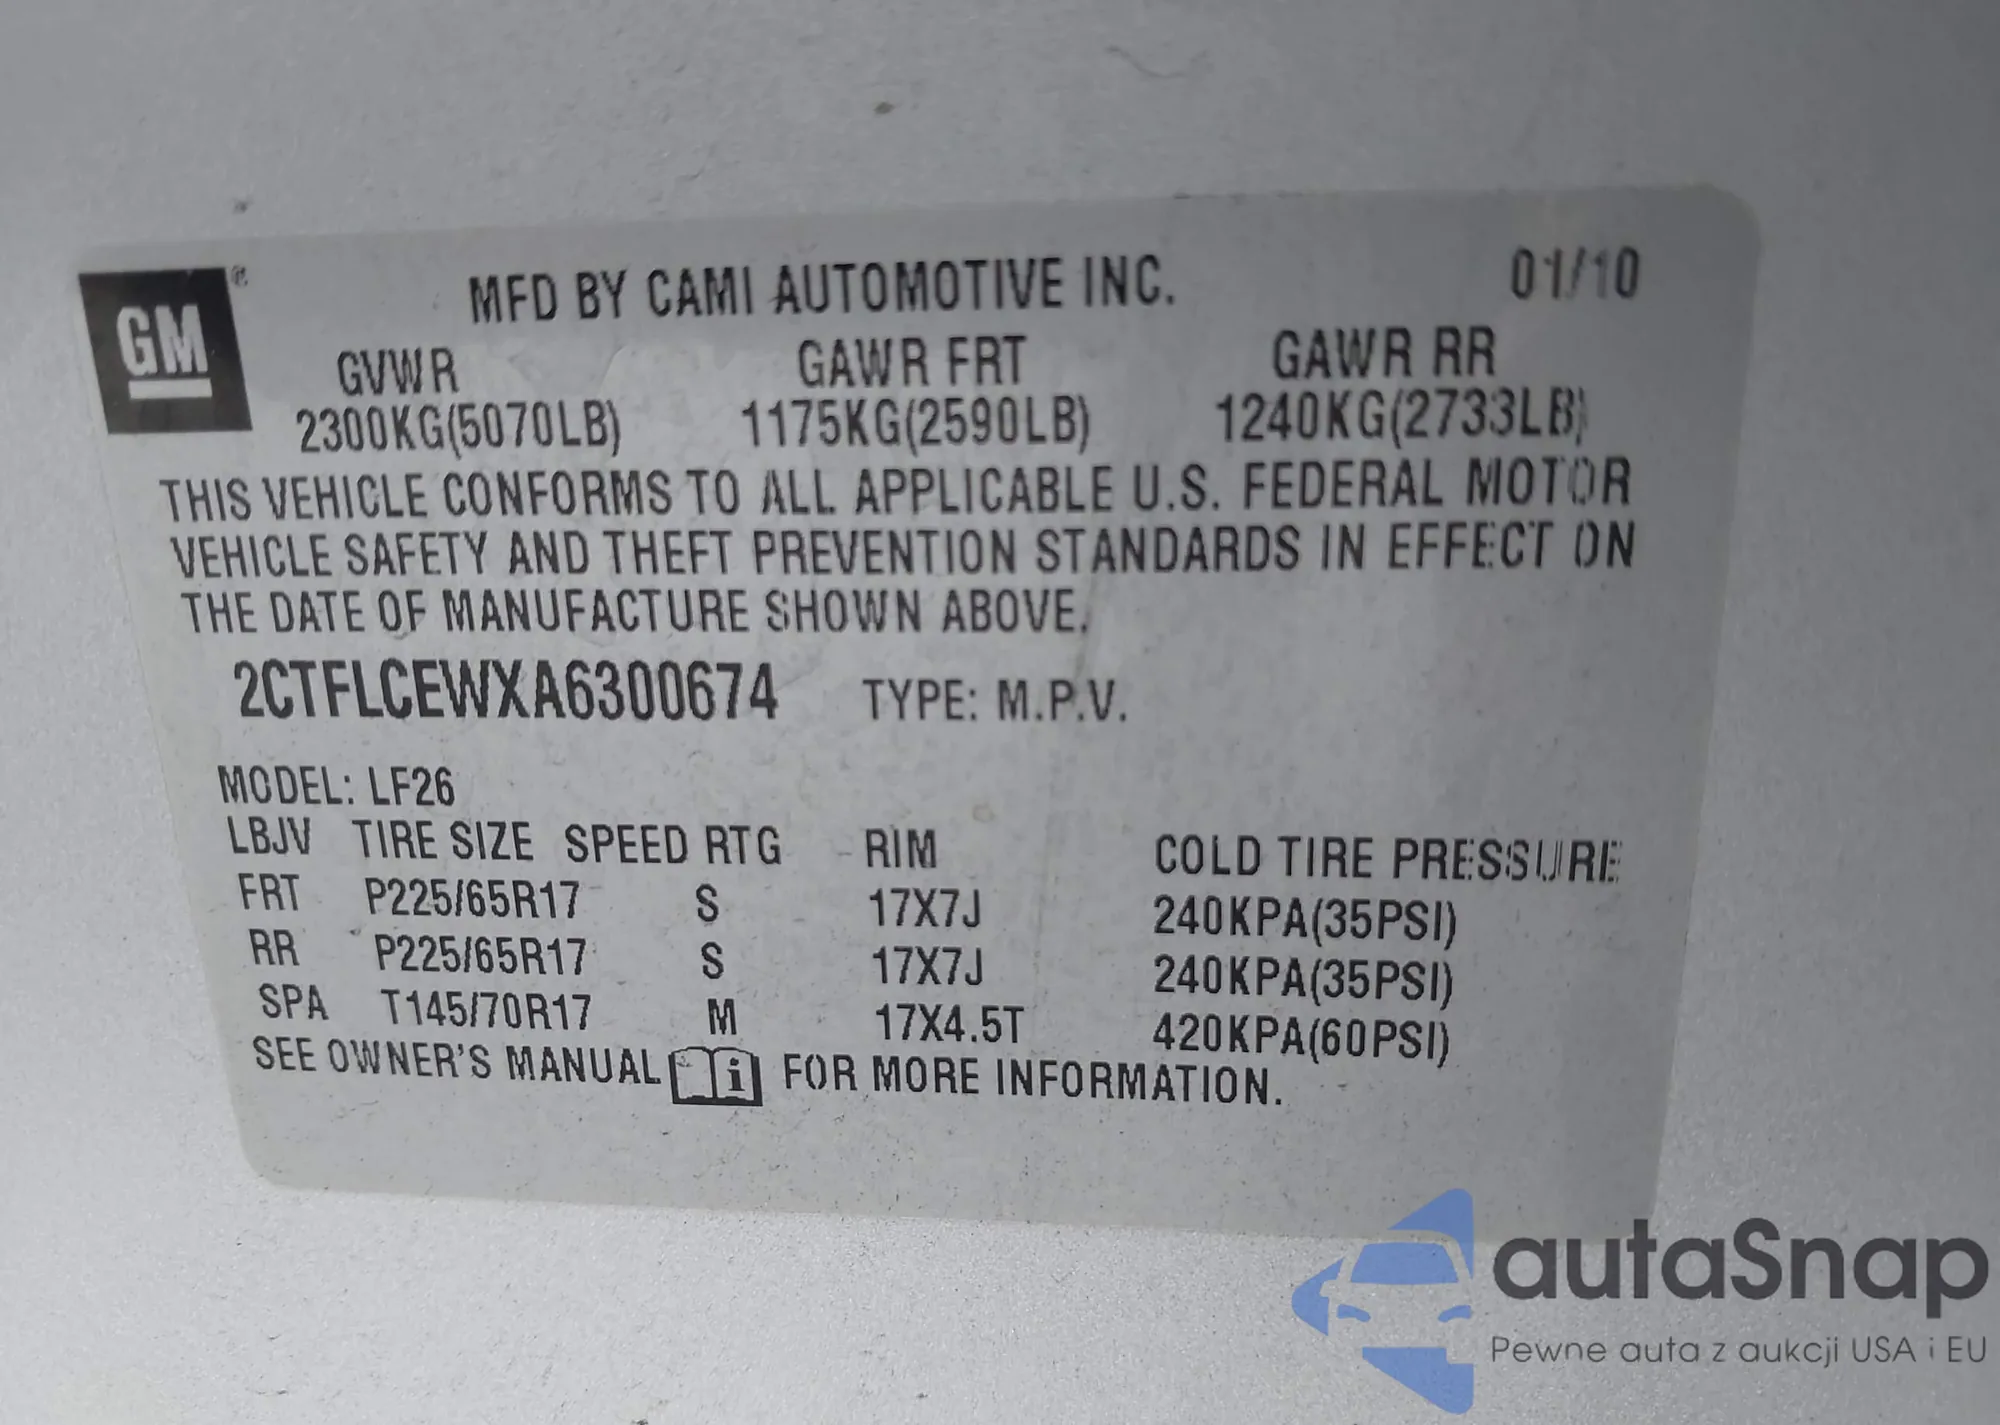 GM®
MFD BY CAMI AUTOMOTIVE INC. 01/10
GVWR GAWR FRT GAWR RR
2300KG(5070LB) 1175KG(2590LB) 1240KG(2733LB)
THIS VEHICLE CONFORMS TO ALL APPLICABLE U.S. FEDERAL MOTOR
VEHICLE SAFETY AND THEFT PREVENTION STANDARDS IN EFFECT ON
THE DATE OF MANUFACTURE SHOWN ABOVE.
2CTFLCEWXA6300674 TYPE: M.P.V.
MODEL: LF26
LBJV TIRE SIZE SPEED RTG RIM COLD TIRE PRESSURE
FRT P225/65R17 S 17X7J 240KPA(35PSI)
RR P225/65R17 S 17X7J 240KPA(35PSI)
SPA T145/70R17 M 17X4.5T 420KPA(60PSI)
SEE OWNER'S MANUAL i FOR MORE INFORMATION.
autaSnap
Pewne auta z aukcji USA i EU